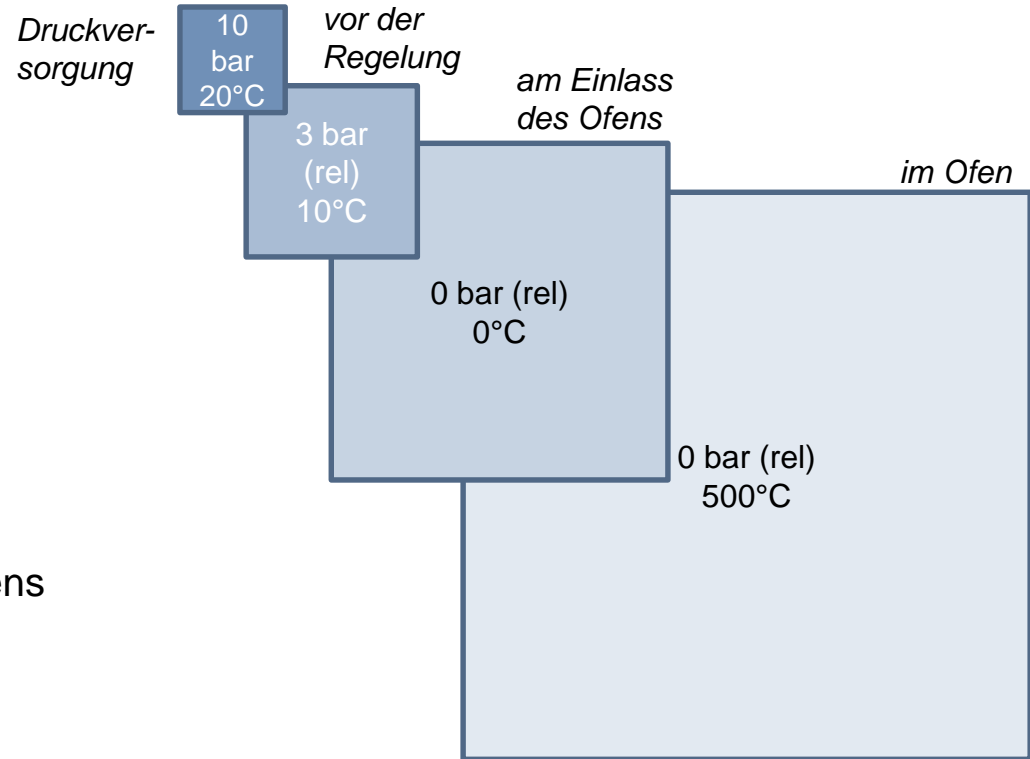 Druckver-
sorgung
10
bar
20°C
vor der
Regelung
3 bar
(rel)
10°C
am Einlass
des Ofens
0 bar (rel)
0°C
im Ofen
0 bar (rel)
500°C
ens